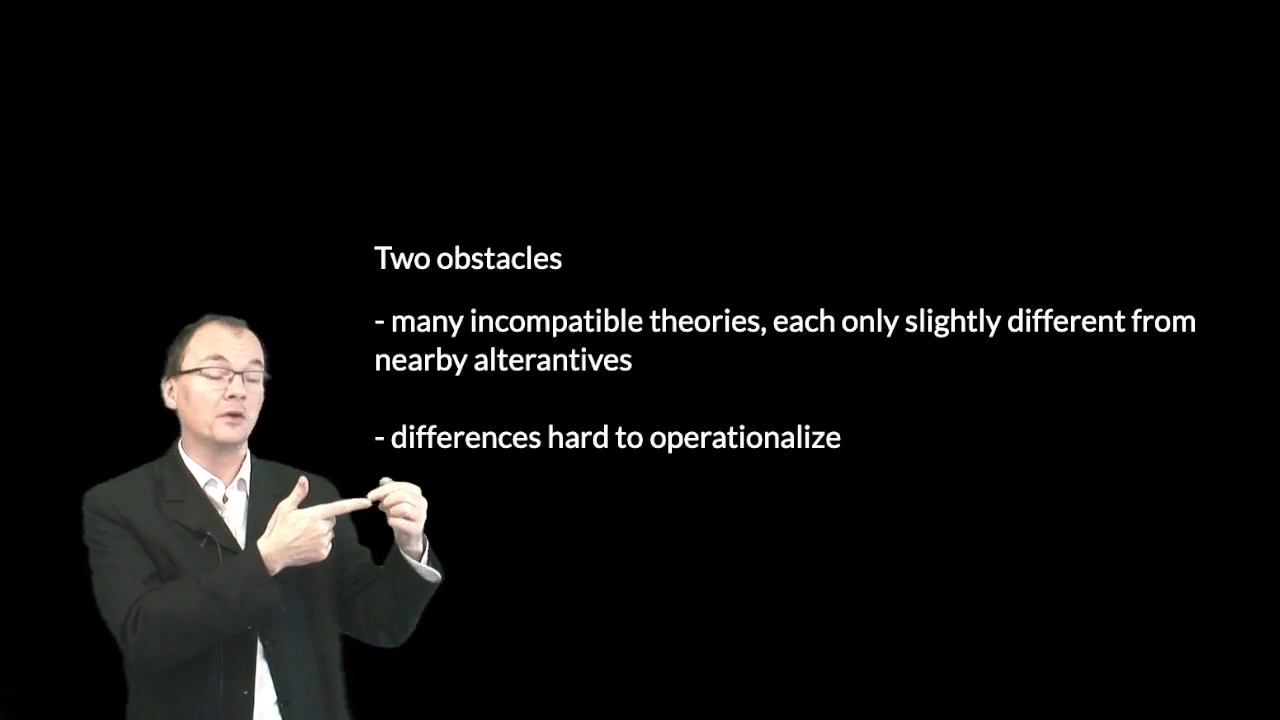 Two obstacles
- many incompatible theories, each only slightly different from
nearby alterantives
- differences hard to operationalize